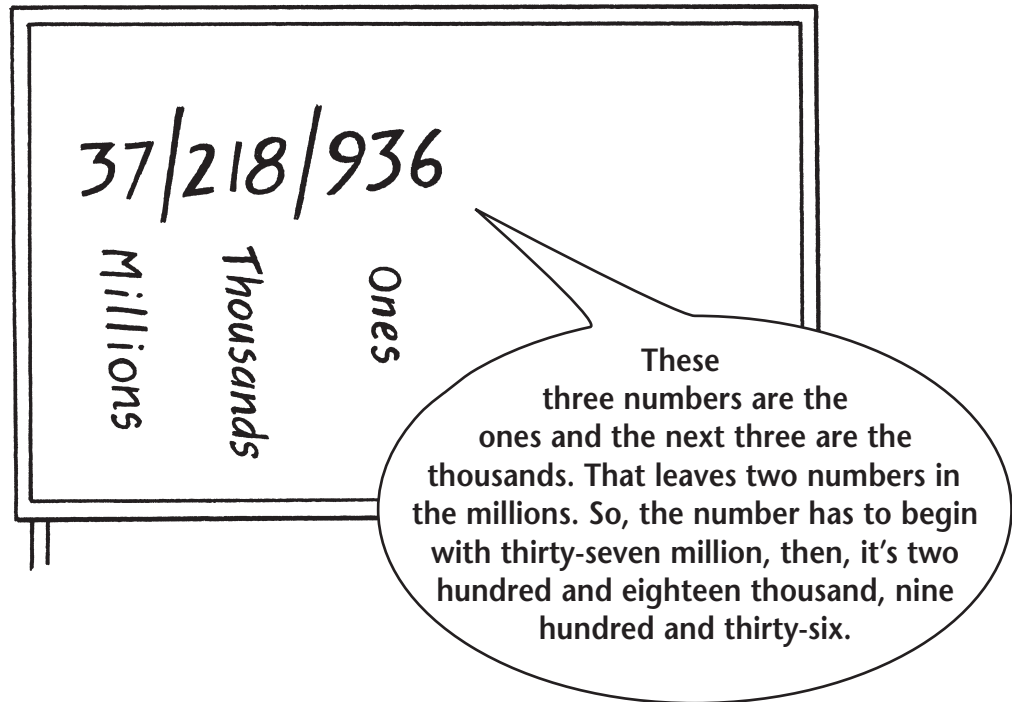 37/218/936
Millions
Thousands
Ones
These
three numbers are the
ones and the next three are the
thousands. That leaves two numbers in
the millions. So, the number has to begin
with thirty-seven million, then, it’s two
hundred and eighteen thousand, nine
hundred and thirty-six.